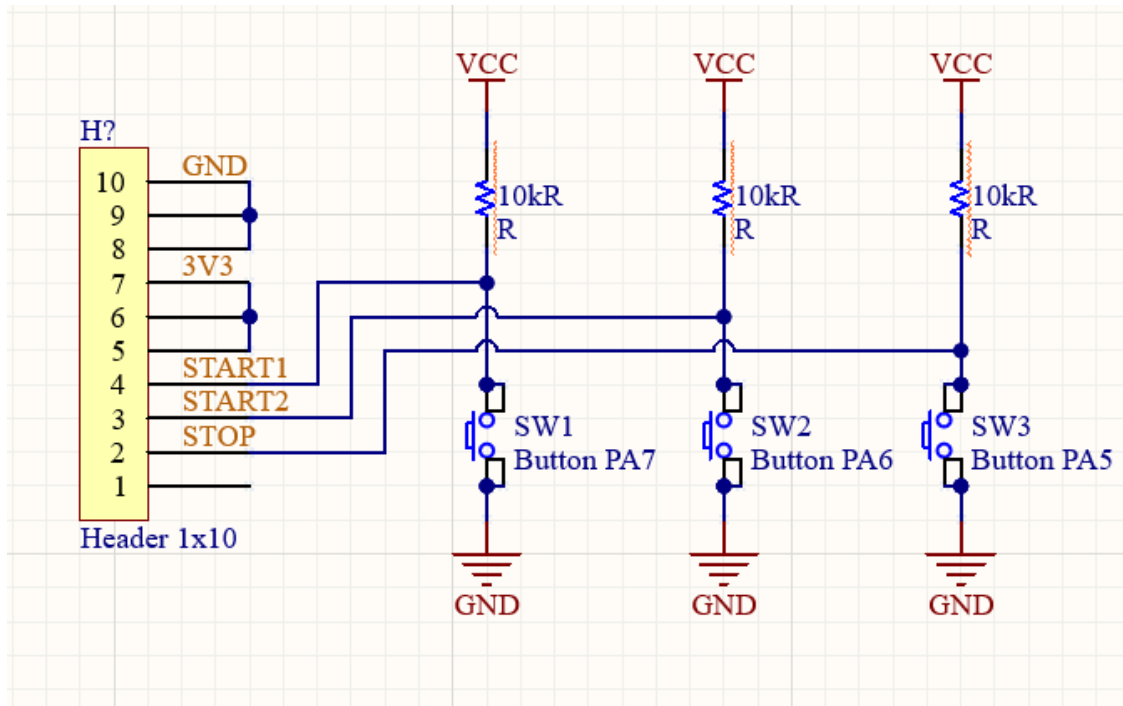 VCC
VCC
VCC
H?
10
GND
9
8
7
3V3
6
5
4
START1
3
START2
2
STOP
1
Header 1x10
10kR
R
10kR
R
10kR
R
SW1
Button PA7
SW2
Button PA6
SW3
Button PA5
GND
GND
GND